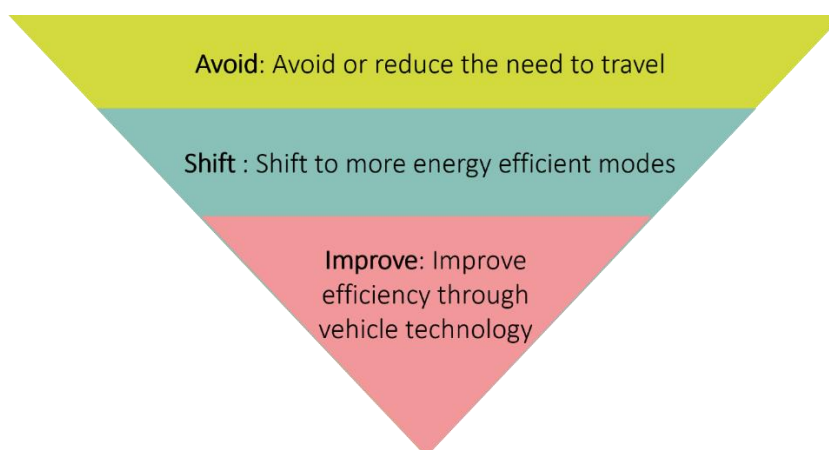 Avoid: Avoid or reduce the need to travel
Shift : Shift to more energy efficient modes
Improve: Improve
efficiency through
vehicle technology